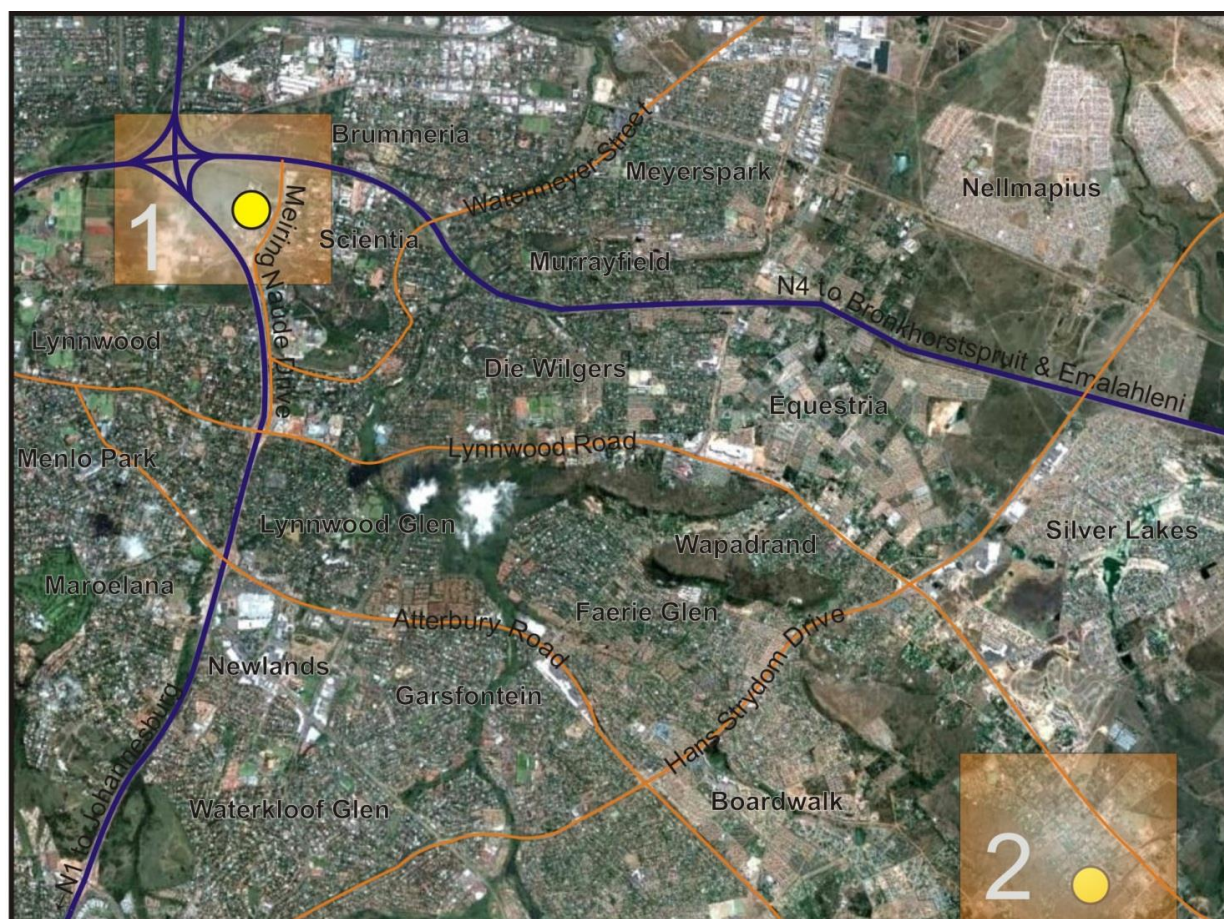 Brummeria
Watermeyer Street
Meyerspark
Nellmapius
1
Meiring Naude Drive
Scientia
Murrayfield
N4 to Bronkhorstspruit & Emalahleni
Lynnwood
Die Wilgers
Equestria
Menlo Park
Lynnwood Road
Lynnwood Glen
Wapadrand
Silver Lakes
Maroelana
Atterbury Road
Faerie Glen
Hans Strydom Drive
Newlands
Garsfontein
← N1 to Johannesburg
Waterkloof Glen
Boardwalk
2